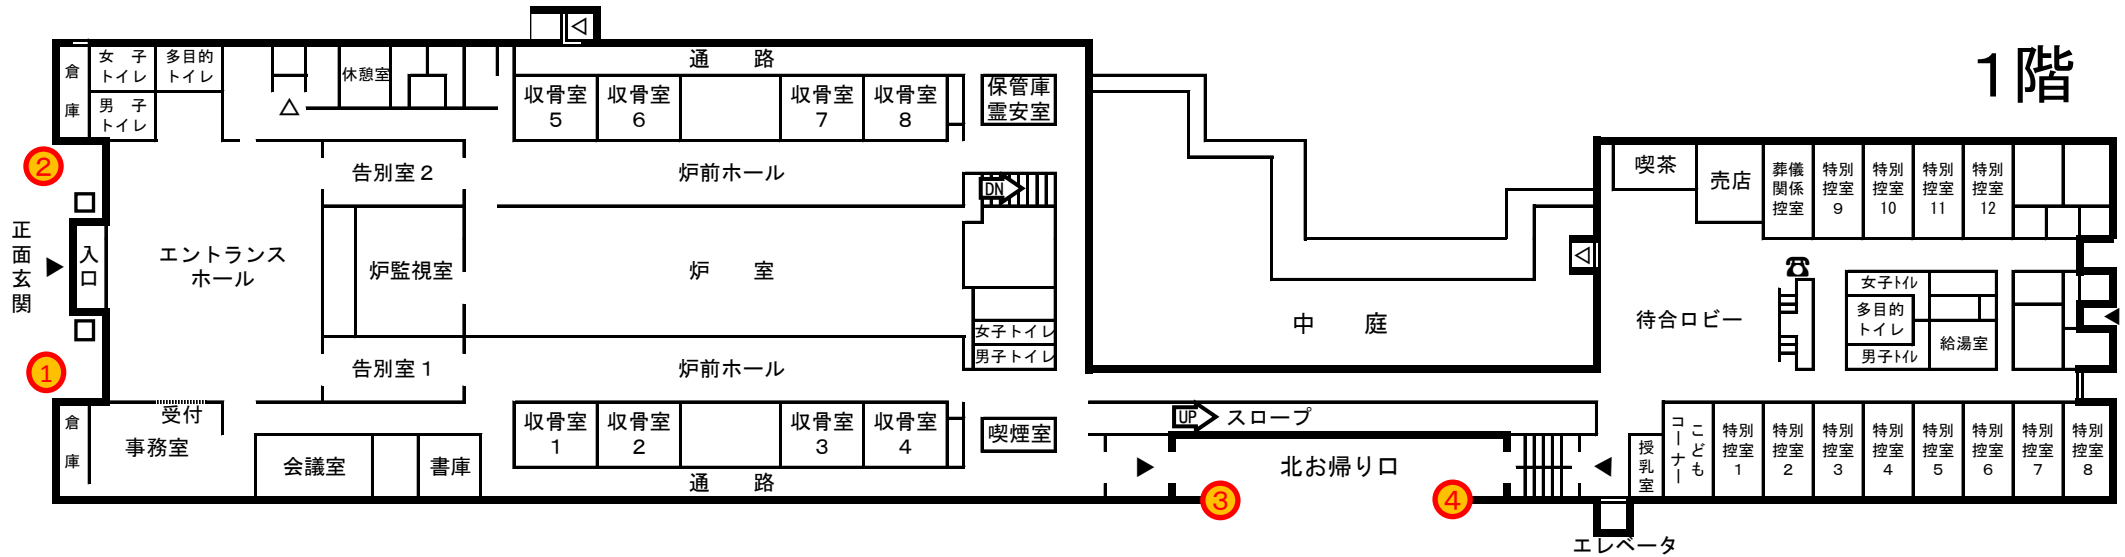 1階
倉庫
女 子
トイレ
多目的
トイレ
男 子
トイレ
休憩室
通 路
収骨室
5
収骨室
6
収骨室
7
収骨室
8
保管庫
霊安室
②
告別室2
炉前ホール
DN
正面玄関
入口
エントランス
ホール
炉監視室
炉 室
女子トイレ
男子トイレ
①
告別室1
炉前ホール
倉庫
受付
事務室
会議室
書庫
収骨室
1
収骨室
2
収骨室
3
収骨室
4
喫煙室
通 路
中 庭
UP
スロープ
北お帰り口
③
④
喫茶
売店
葬儀
関係
控室
特別
控室
9
特別
控室
10
特別
控室
11
特別
控室
12
待合ロビー
女子トイレ
多目的
トイレ
男子トイレ
給湯室
授乳室
こども
コーナー
特別
控室
1
特別
控室
2
特別
控室
3
特別
控室
4
特別
控室
5
特別
控室
6
特別
控室
7
特別
控室
8
エレベータ